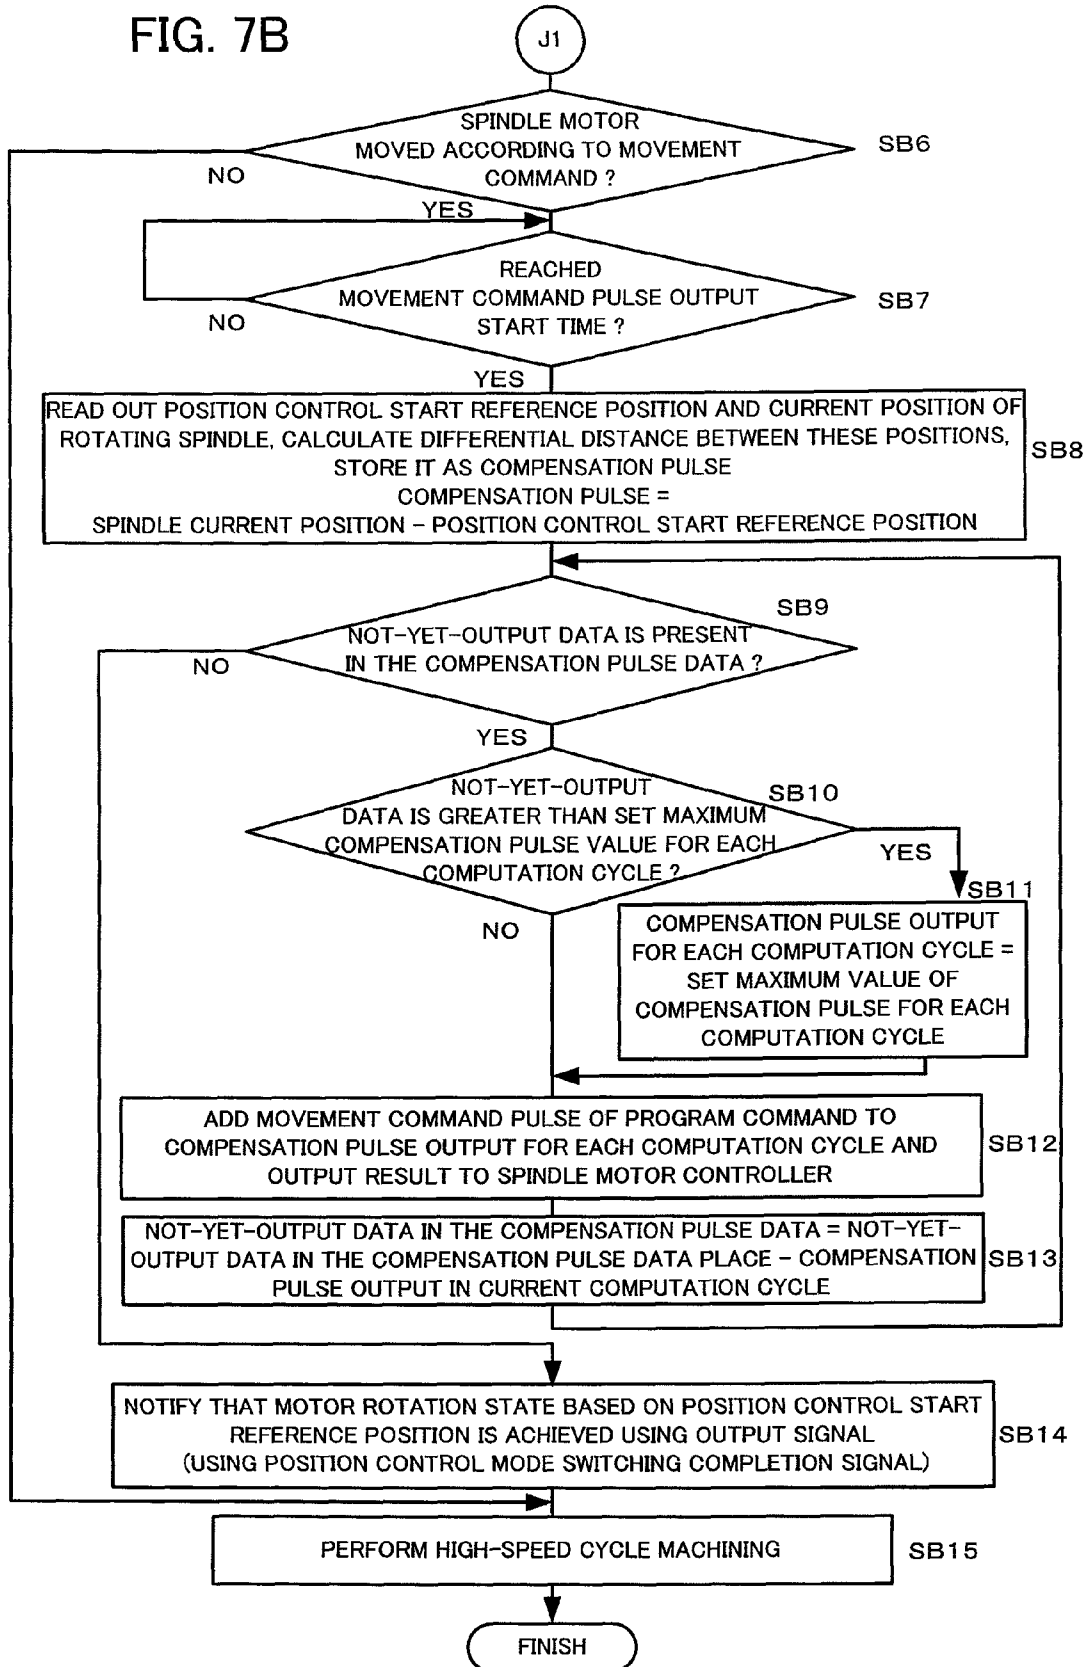 FIG. 7B
J1
SPINDLE MOTOR
MOVED ACCORDING TO MOVEMENT
COMMAND ?
SB6
NO
YES
REACHED
MOVEMENT COMMAND PULSE OUTPUT
START TIME ?
SB7
NO
YES
READ OUT POSITION CONTROL START REFERENCE POSITION AND CURRENT POSITION OF
ROTATING SPINDLE, CALCULATE DIFFERENTIAL DISTANCE BETWEEN THESE POSITIONS,
STORE IT AS COMPENSATION PULSE
COMPENSATION PULSE =
SPINDLE CURRENT POSITION − POSITION CONTROL START REFERENCE POSITION
SB8
SB9
NOT-YET-OUTPUT DATA IS PRESENT
IN THE COMPENSATION PULSE DATA ?
NO
YES
NOT-YET-OUTPUT
DATA IS GREATER THAN SET MAXIMUM
COMPENSATION PULSE VALUE FOR EACH
COMPUTATION CYCLE ?
SB10
YES
NO
SB11
COMPENSATION PULSE OUTPUT
FOR EACH COMPUTATION CYCLE =
SET MAXIMUM VALUE OF
COMPENSATION PULSE FOR EACH
COMPUTATION CYCLE
ADD MOVEMENT COMMAND PULSE OF PROGRAM COMMAND TO
COMPENSATION PULSE OUTPUT FOR EACH COMPUTATION CYCLE AND
OUTPUT RESULT TO SPINDLE MOTOR CONTROLLER
SB12
NOT-YET-OUTPUT DATA IN THE COMPENSATION PULSE DATA = NOT-YET-
OUTPUT DATA IN THE COMPENSATION PULSE DATA PLACE − COMPENSATION
PULSE OUTPUT IN CURRENT COMPUTATION CYCLE
SB13
NOTIFY THAT MOTOR ROTATION STATE BASED ON POSITION CONTROL START
REFERENCE POSITION IS ACHIEVED USING OUTPUT SIGNAL
(USING POSITION CONTROL MODE SWITCHING COMPLETION SIGNAL)
SB14
PERFORM HIGH-SPEED CYCLE MACHINING
SB15
FINISH